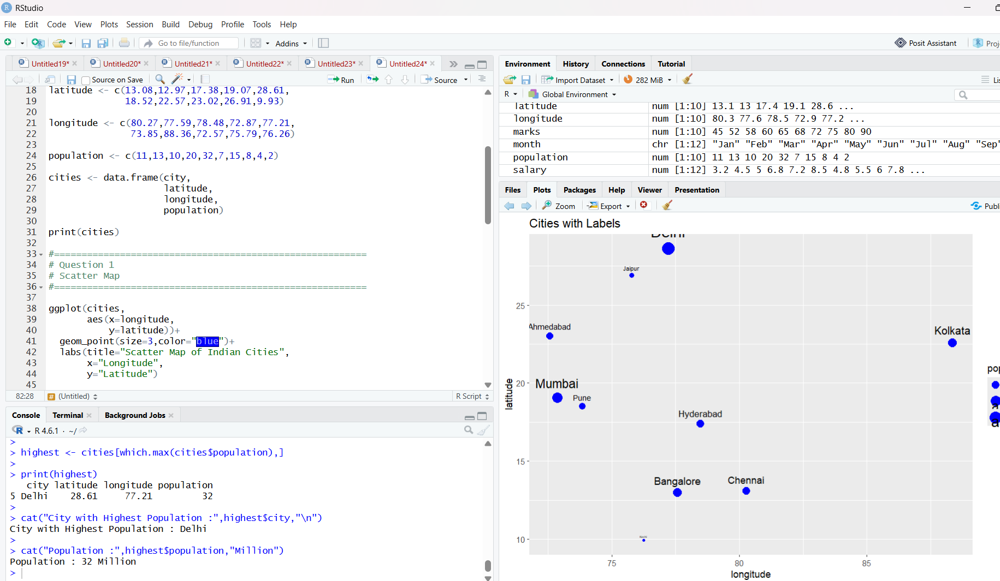 RStudio
File Edit Code View Plots Session Build Debug Profile Tools Help
Go to file/function
Addins
Posit Assistant
Untitled19* Untitled20* Untitled21* Untitled22* Untitled23* Untitled24*
Source on Save
Run
Source
18 latitude <- c(13.08,12.97,17.38,19.07,28.61,
19 18.52,22.57,23.02,26.91,9.93)
20
21 longitude <- c(80.27,77.59,78.48,72.87,77.21,
22 73.85,88.36,72.57,75.79,76.26)
23
24 population <- c(11,13,10,20,32,7,15,8,4,2)
25
26 cities <- data.frame(city,
27 latitude,
28 longitude,
29 population)
30
31 print(cities)
32
33 #=========================================================
34 # Question 1
35 # Scatter Map
36 #=========================================================
37
38 ggplot(cities,
39 aes(x=longitude,
40 y=latitude))+
41 geom_point(size=3,color="blue")+
42 labs(title="Scatter Map of Indian Cities",
43 x="Longitude",
44 y="Latitude")
45
82:28 # (Untitled) R Script
Console Terminal Background Jobs
R 4.6.1 · ~/
>
> highest <- cities[which.max(cities$population),]
>
> print(highest)
city latitude longitude population
5 Delhi 28.61 77.21 32
>
> cat("City with Highest Population :",highest$city,"\n")
City with Highest Population : Delhi
>
> cat("Population :",highest$population,"Million")
Population : 32 Million
>
Environment History Connections Tutorial
Import Dataset 282 MiB
R Global Environment
latitude num [1:10] 13.1 13 17.4 19.1 28.6 ...
longitude num [1:10] 80.3 77.6 78.5 72.9 77.2 ...
marks num [1:10] 45 52 58 60 65 68 72 75 80 90
month chr [1:12] "Jan" "Feb" "Mar" "Apr" "May" "Jun" "Jul" "Aug" "Sep"
population num [1:10] 11 13 10 20 32 7 15 8 4 2
salary num [1:12] 3.2 4.5 5 6.8 7.2 8.5 4.8 5.5 6 7.8 ...
Files Plots Packages Help Viewer Presentation
Zoom Export
Cities with Labels
Delhi
Jaipur
25
Ahmedabad
Kolkata
20
Mumbai
Pune
latitude
Hyderabad
15
Bangalore
Chennai
Kochi
10
75 80 85
longitude